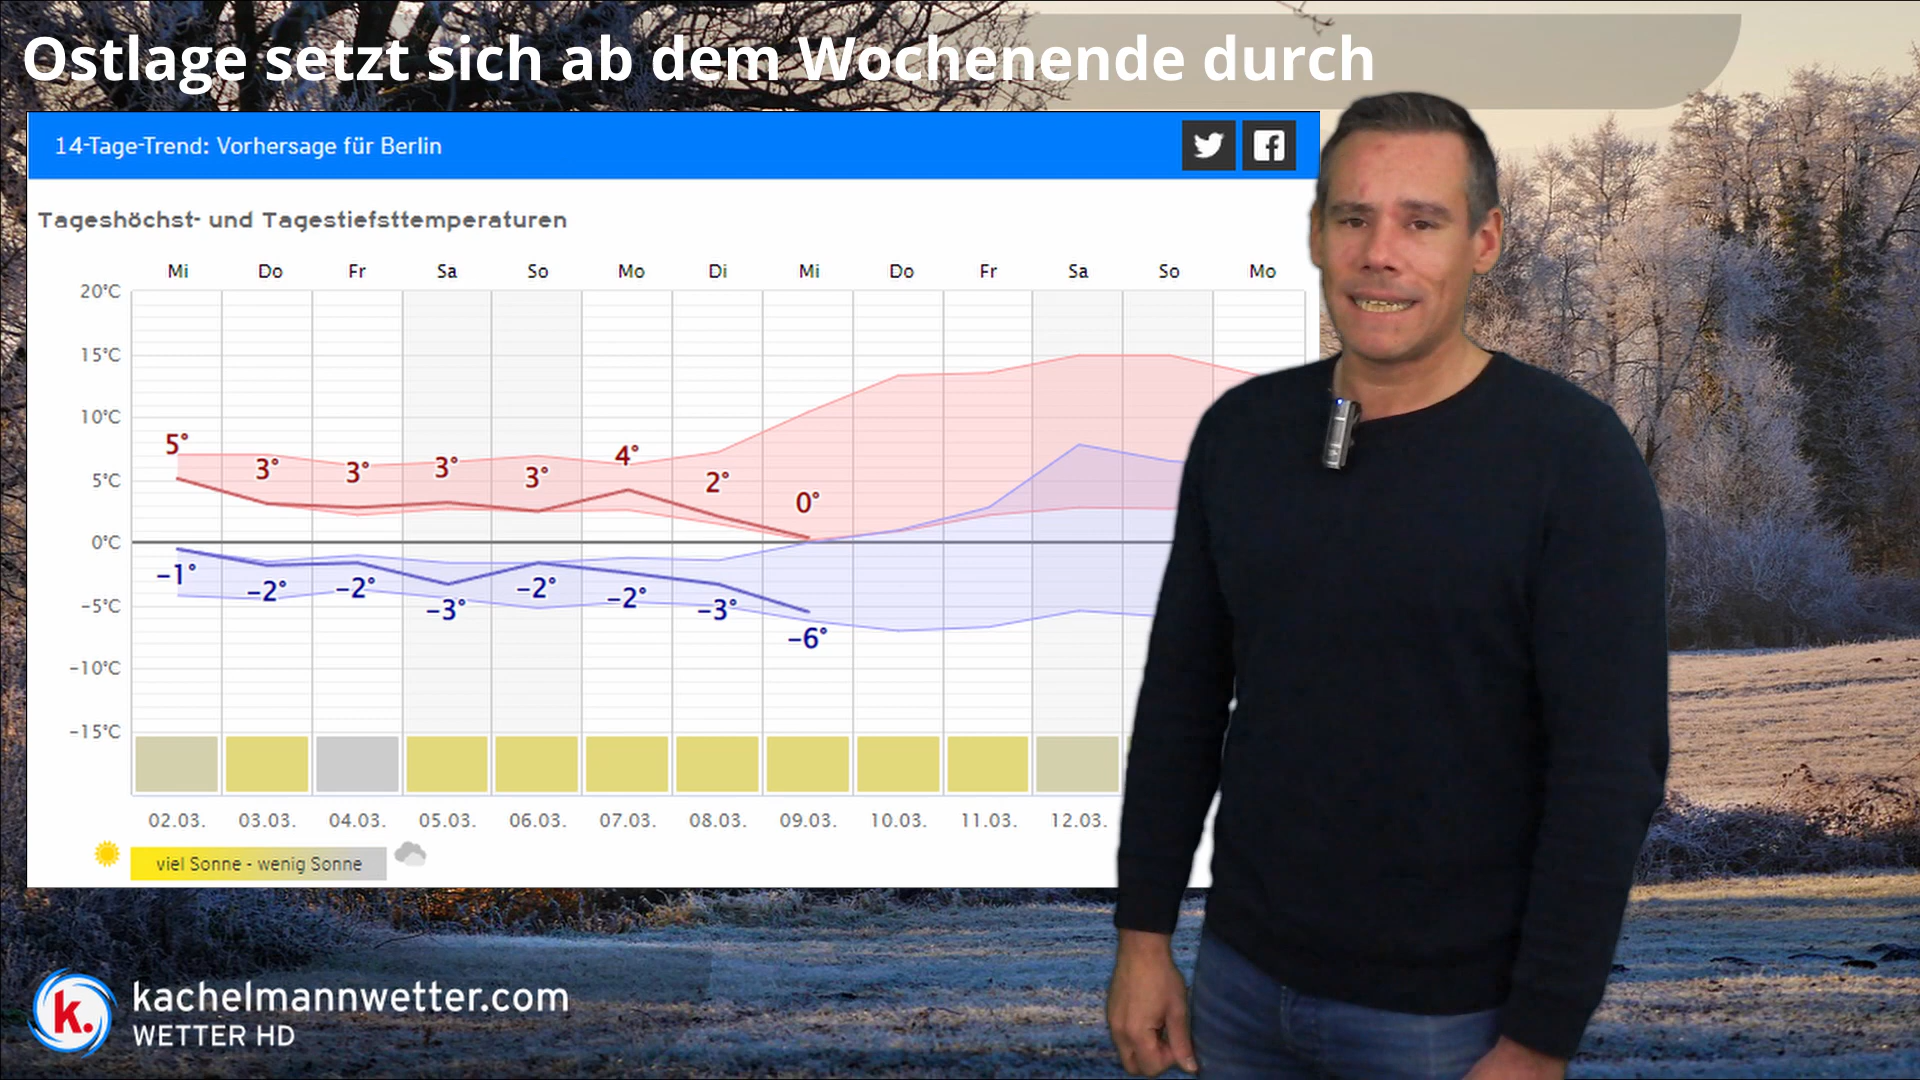 Ostlage setzt sich ab dem Wochenende durch
14-Tage-Trend: Vorhersage für Berlin
Tageshöchst- und Tagestiefsttemperaturen
Mi Do Fr Sa So Mo Di Mi Do Fr Sa So Mo
20°C
15°C
10°C
5°C
0°C
−5°C
−10°C
−15°C
5° 3° 3° 3° 3° 4° 2° 0°
−1° −2° −2° −3° −2° −2° −3° −6°
02.03. 03.03. 04.03. 05.03. 06.03. 07.03. 08.03. 09.03. 10.03. 11.03. 12.03.
viel Sonne - wenig Sonne
k.
kachelmannwetter.com
WETTER HD